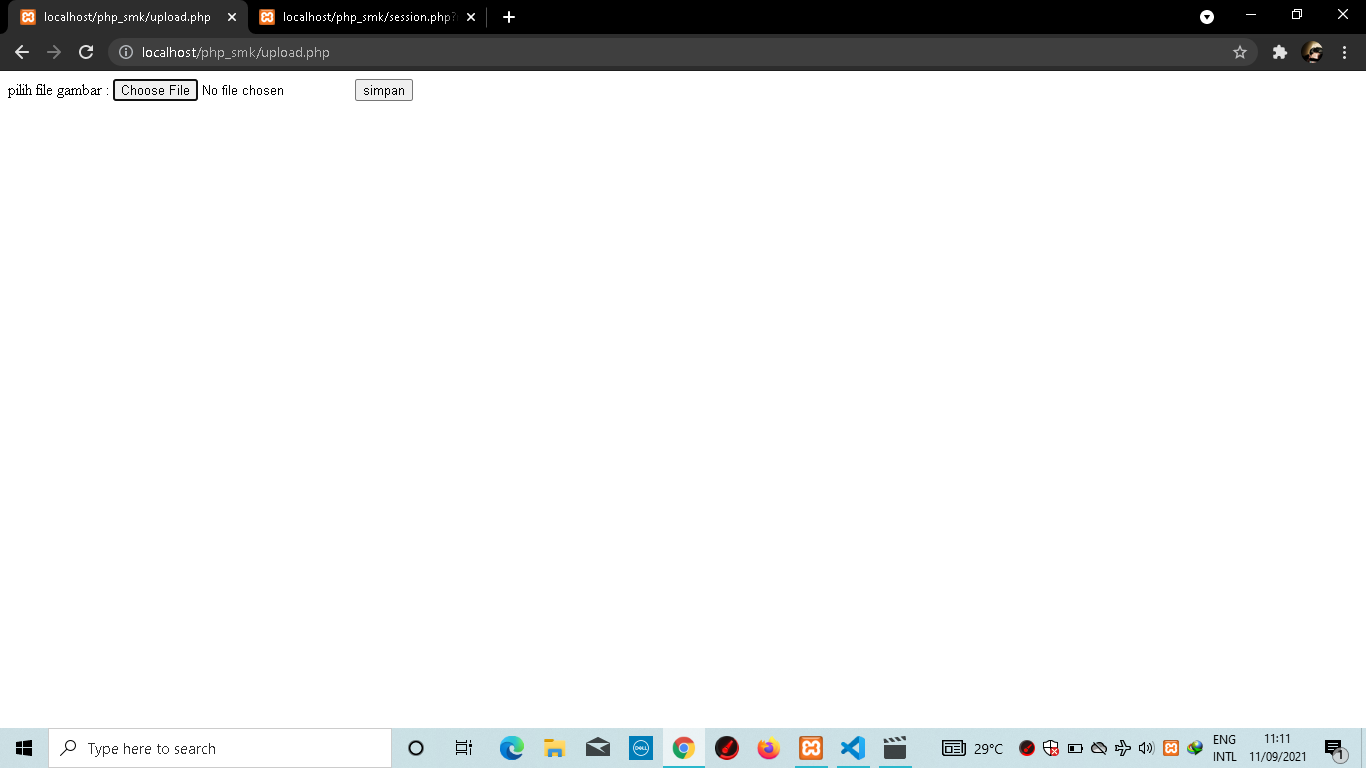 localhost/php_smk/upload.php
localhost/php_smk/session.php?
localhost/php_smk/upload.php
pilih file gambar : Choose File No file chosen simpan
Type here to search
DELL
29°C
ENG
INTL
11:11
11/09/2021
1